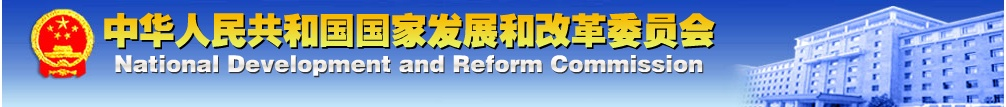 中华人民共和国国家发展和改革委员会
National Development and Reform Commission